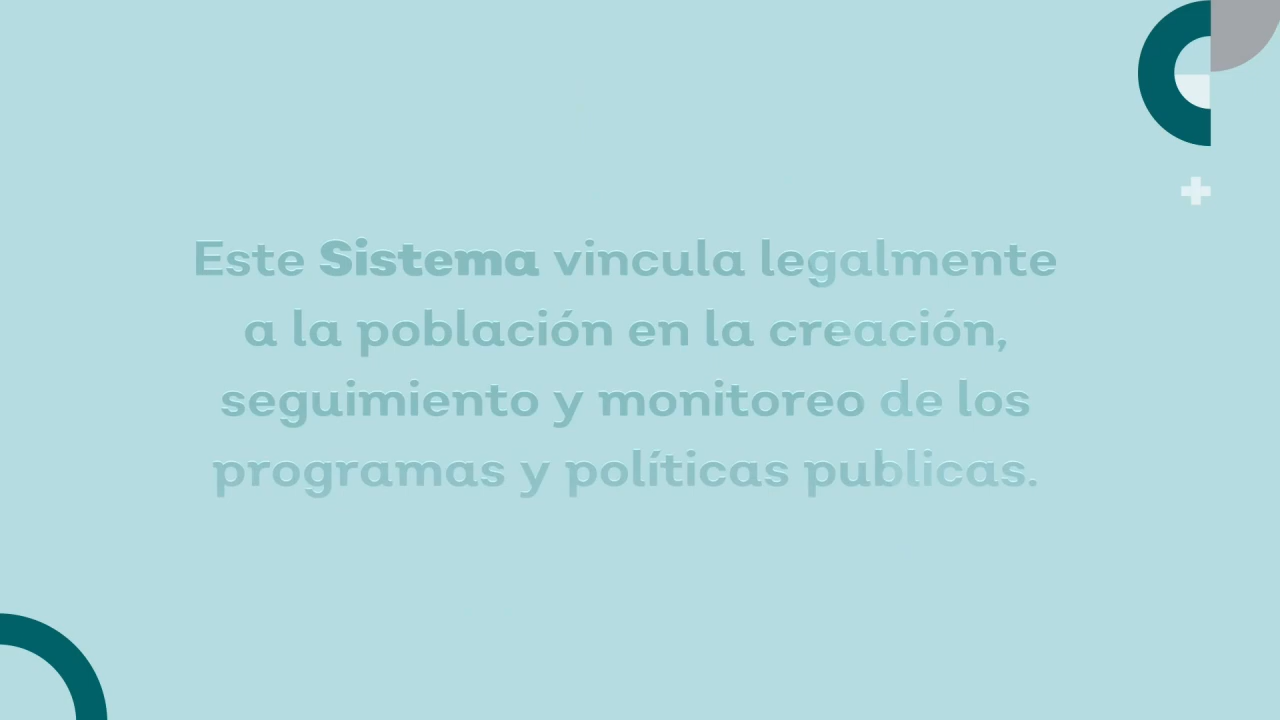 Este Sistema vincula legalmente
a la población en la creación,
seguimiento y monitoreo de los
programas y políticas publicas.